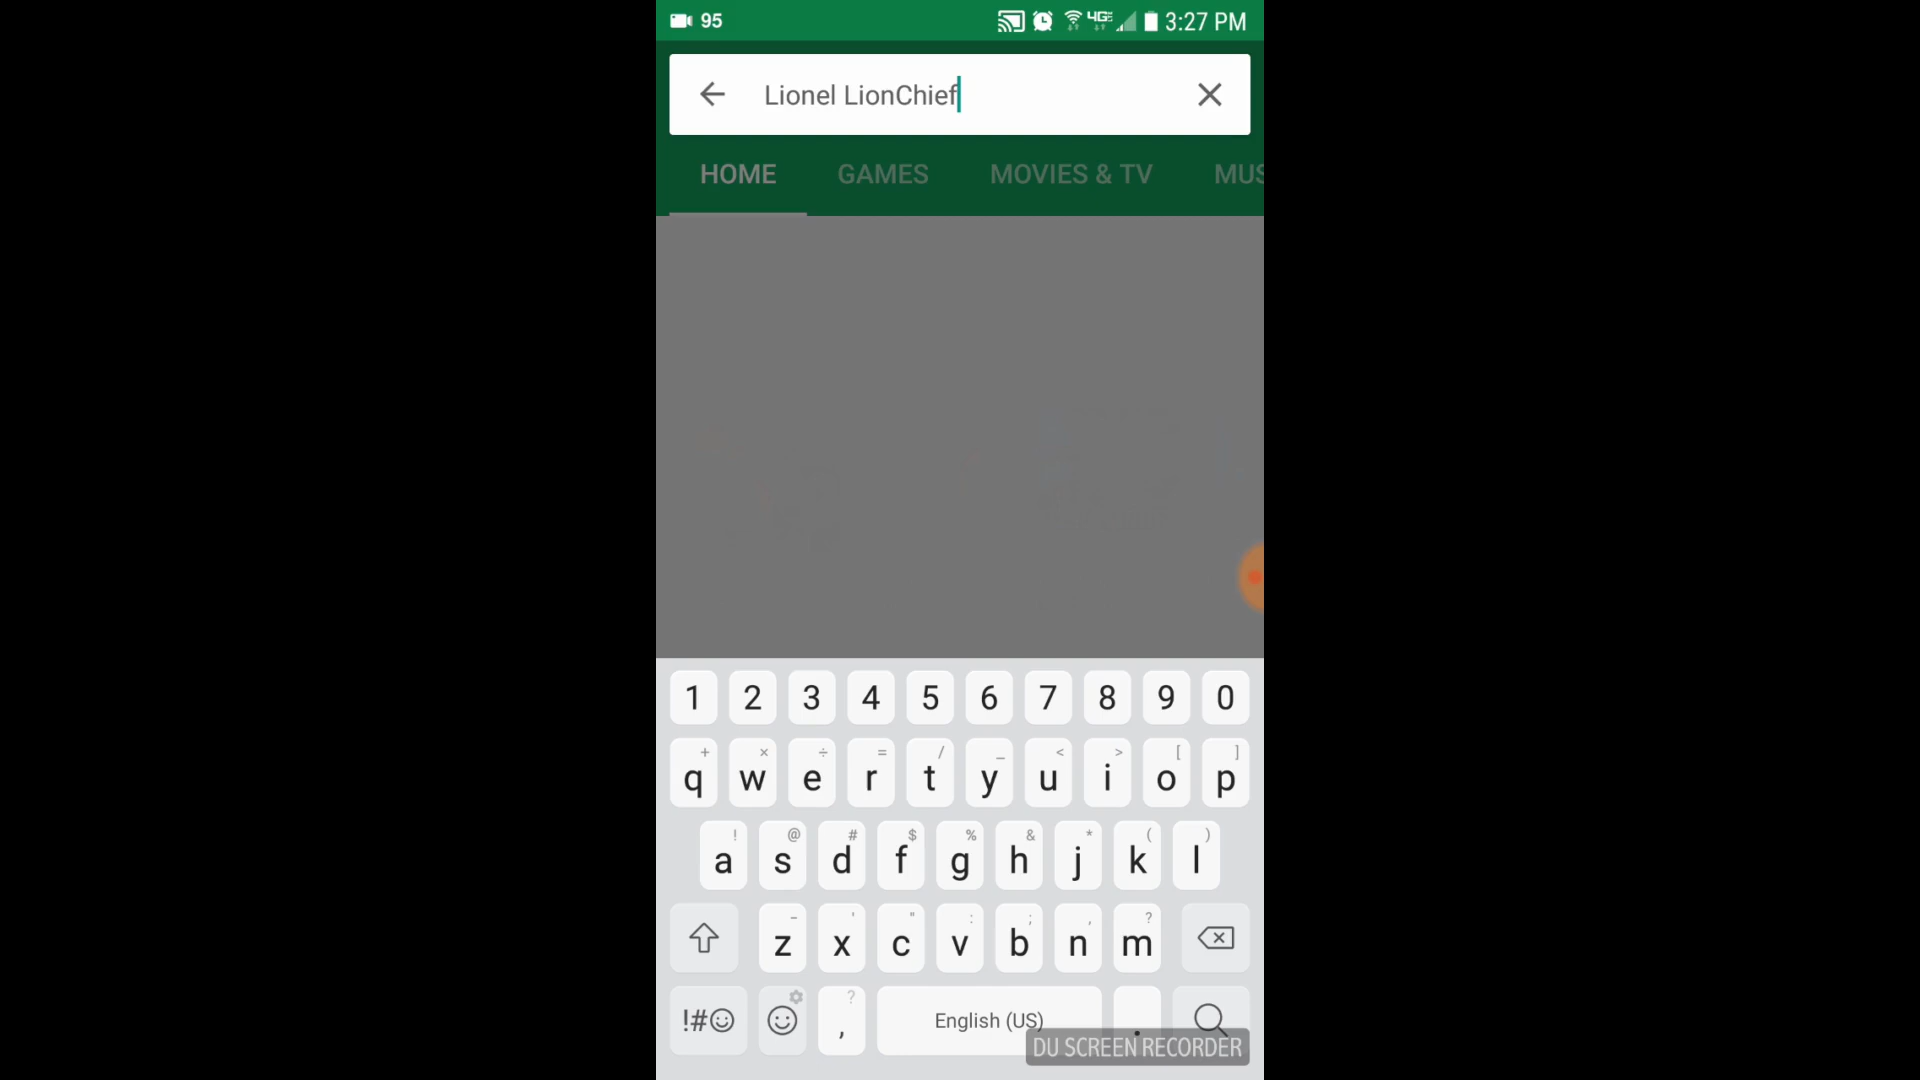 95 4G 3:27 PM
Lionel LionChief
HOME GAMES MOVIES & TV MUS
1 2 3 4 5 6 7 8 9 0
+ × ÷ = / _ < > [ ]
q w e r t y u i o p
! @ # $ % & * ( )
a s d f g h j k l
- ' " : ; , ?
z x c v b n m
?
!# , English (US) .
DU SCREEN RECORDER